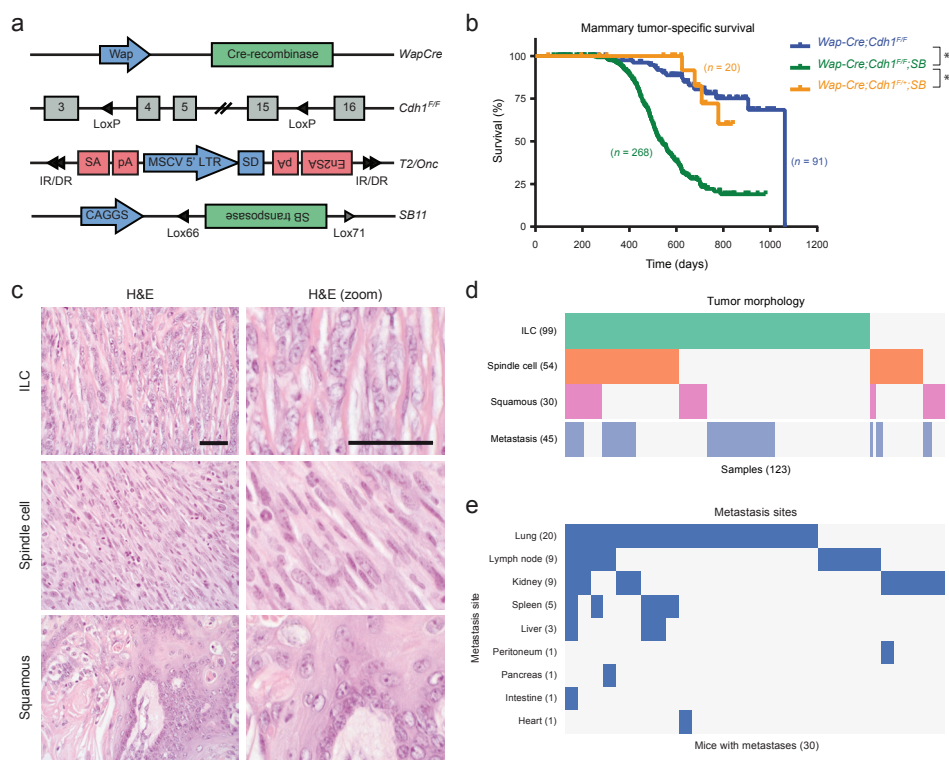 a
Wap
Cre-recombinase
WapCre
3
4
5
15
16
Cdh1F/F
LoxP
LoxP
SA
pA
MSCV 5' LTR
SD
pA
En2SA
T2/Onc
IR/DR
IR/DR
CAGGS
SB transposase
SB11
Lox66
Lox71
b
Mammary tumor-specific survival
Survival (%)
100
75
50
25
0
0
200
400
600
800
1000
1200
Time (days)
(n = 20)
(n = 268)
(n = 91)
Wap-Cre;Cdh1F/F
Wap-Cre;Cdh1F/F;SB
Wap-Cre;Cdh1F/+;SB
*
*
c
H&E
H&E (zoom)
ILC
Spindle cell
Squamous
d
Tumor morphology
ILC (99)
Spindle cell (54)
Squamous (30)
Metastasis (45)
Samples (123)
e
Metastasis sites
Metastasis site
Lung (20)
Lymph node (9)
Kidney (9)
Spleen (5)
Liver (3)
Peritoneum (1)
Pancreas (1)
Intestine (1)
Heart (1)
Mice with metastases (30)